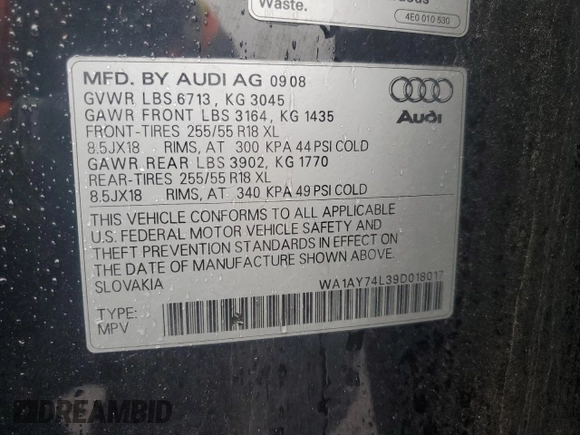 Waste.
4E0 010 530
MFD. BY AUDI AG 0908
GVWR LBS 6713, KG 3045
GAWR FRONT LBS 3164, KG 1435
FRONT-TIRES 255/55 R18 XL
8.5JX18 RIMS, AT 300 KPA 44 PSI COLD
GAWR REAR LBS 3902, KG 1770
REAR-TIRES 255/55 R18 XL
8.5JX18 RIMS, AT 340 KPA 49 PSI COLD
Audi
THIS VEHICLE CONFORMS TO ALL APPLICABLE
U.S. FEDERAL MOTOR VEHICLE SAFETY AND
THEFT PREVENTION STANDARDS IN EFFECT ON
THE DATE OF MANUFACTURE SHOWN ABOVE.
SLOVAKIA
WA1AY74L39D018017
TYPE:
MPV
DREAMBID